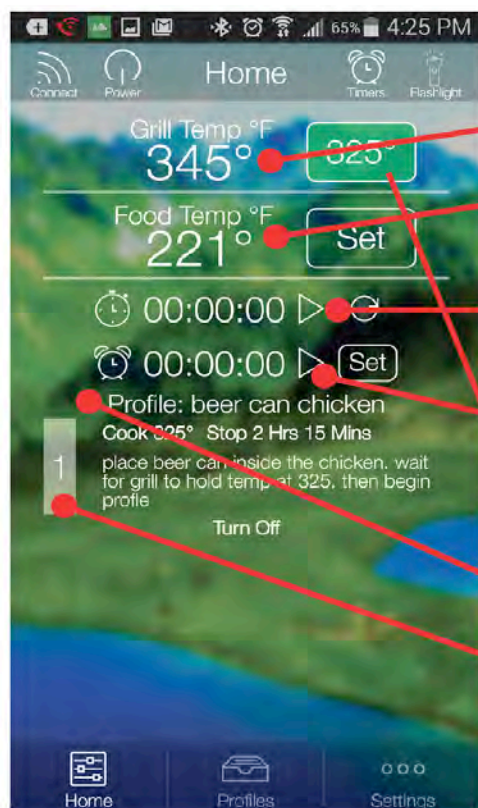 65% 4:25 PM
Connect Power Home Timers Flashlight
Grill Temp °F
345° 325°
Food Temp °F
221° Set
00:00:00
00:00:00 Set
Profile: beer can chicken
Cook 325° Stop 2 Hrs 15 Mins
1
place beer can inside the chicken. wait
for grill to hold temp at 325. then begin
profile
Turn Off
Home Profiles Settings